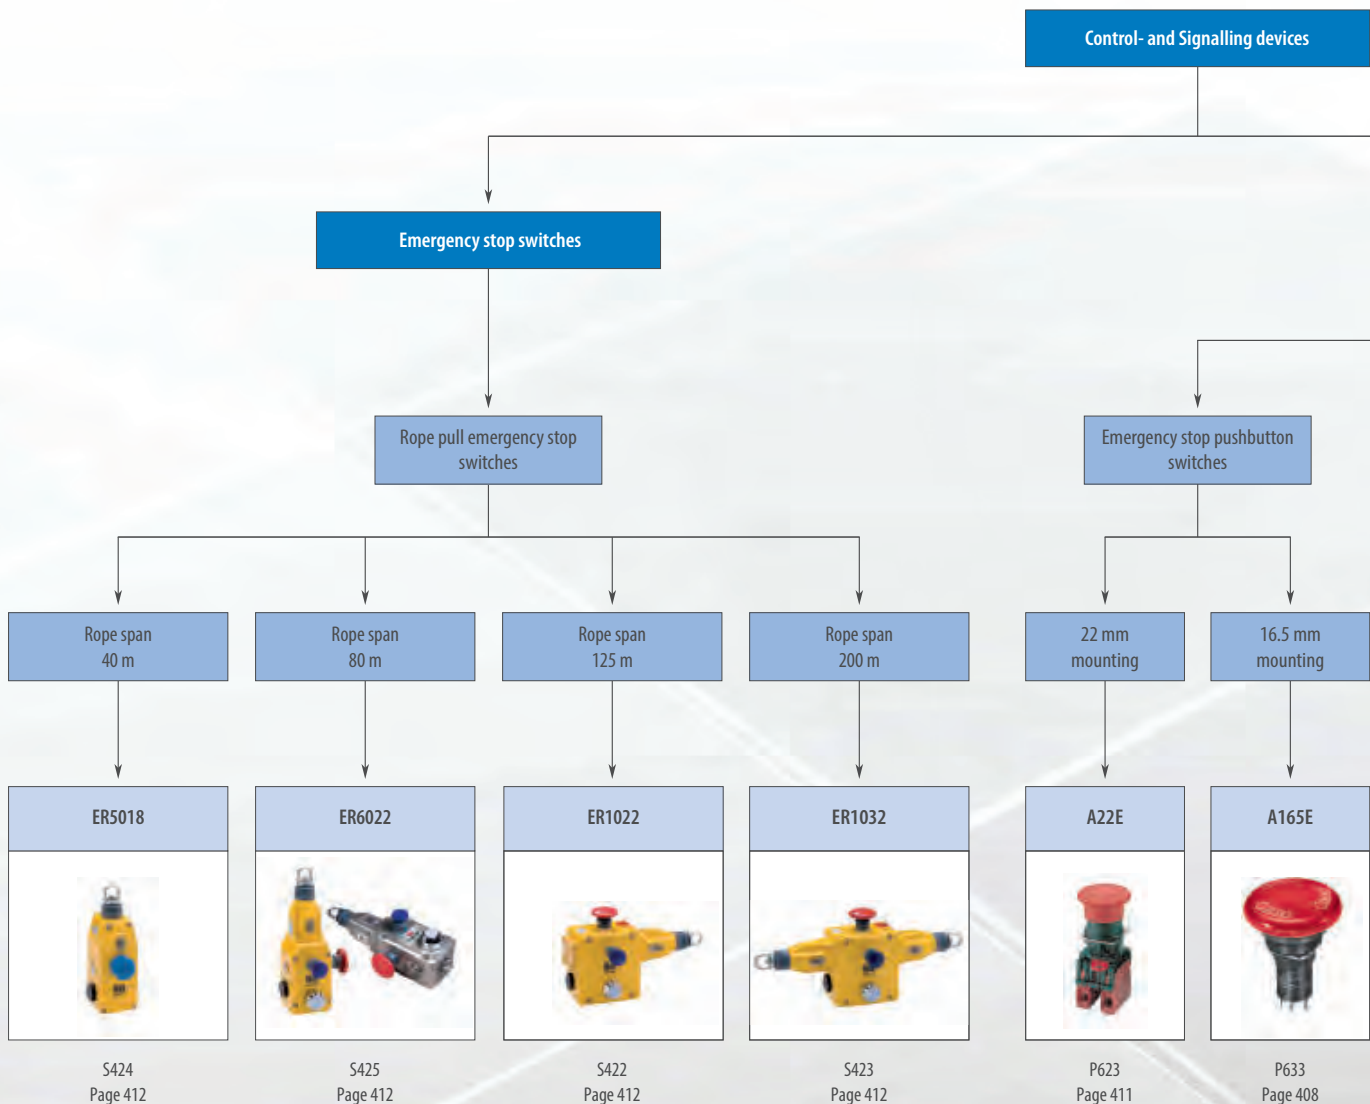 Control- and Signalling devices
Emergency stop switches
Rope pull emergency stop
switches
Emergency stop pushbutton
switches
Rope span
40 m
Rope span
80 m
Rope span
125 m
Rope span
200 m
22 mm
mounting
16.5 mm
mounting
ER5018
ER6022
ER1022
ER1032
A22E
A165E
S424
Page 412
S425
Page 412
S422
Page 412
S423
Page 412
P623
Page 411
P633
Page 408